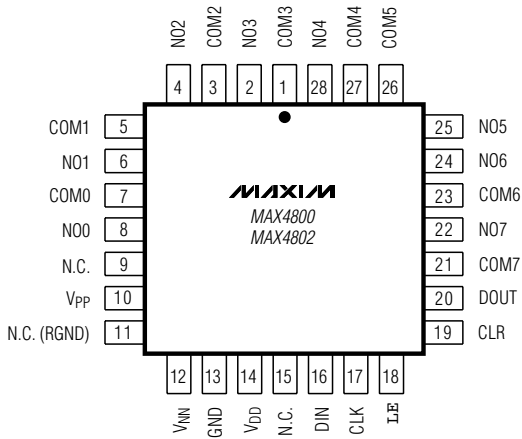 NO2 COM2 NO3 COM3 NO4 COM4 COM5
4 3 2 1 28 27 26
COM1 5 25 NO5
NO1 6 24 NO6
COM0 7 23 COM6
NO0 8 22 NO7
N.C. 9 21 COM7
VPP 10 20 DOUT
N.C. (RGND) 11 19 CLR
MAXIM
MAX4800
MAX4802
12 13 14 15 16 17 18
VNN GND VDD N.C. DIN CLK LE